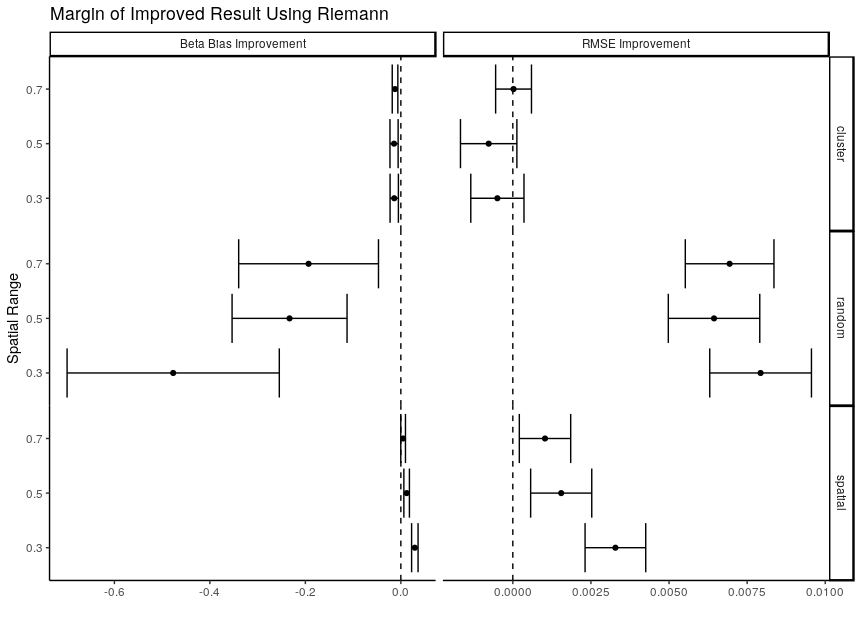 Margin of Improved Result Using Riemann
Beta Bias Improvement
RMSE Improvement
Spatial Range
0.7
0.5
0.3
cluster
0.7
0.5
0.3
random
0.7
0.5
0.3
spatial
-0.6 -0.4 -0.2 0.0
0.0000 0.0025 0.0050 0.0075 0.0100